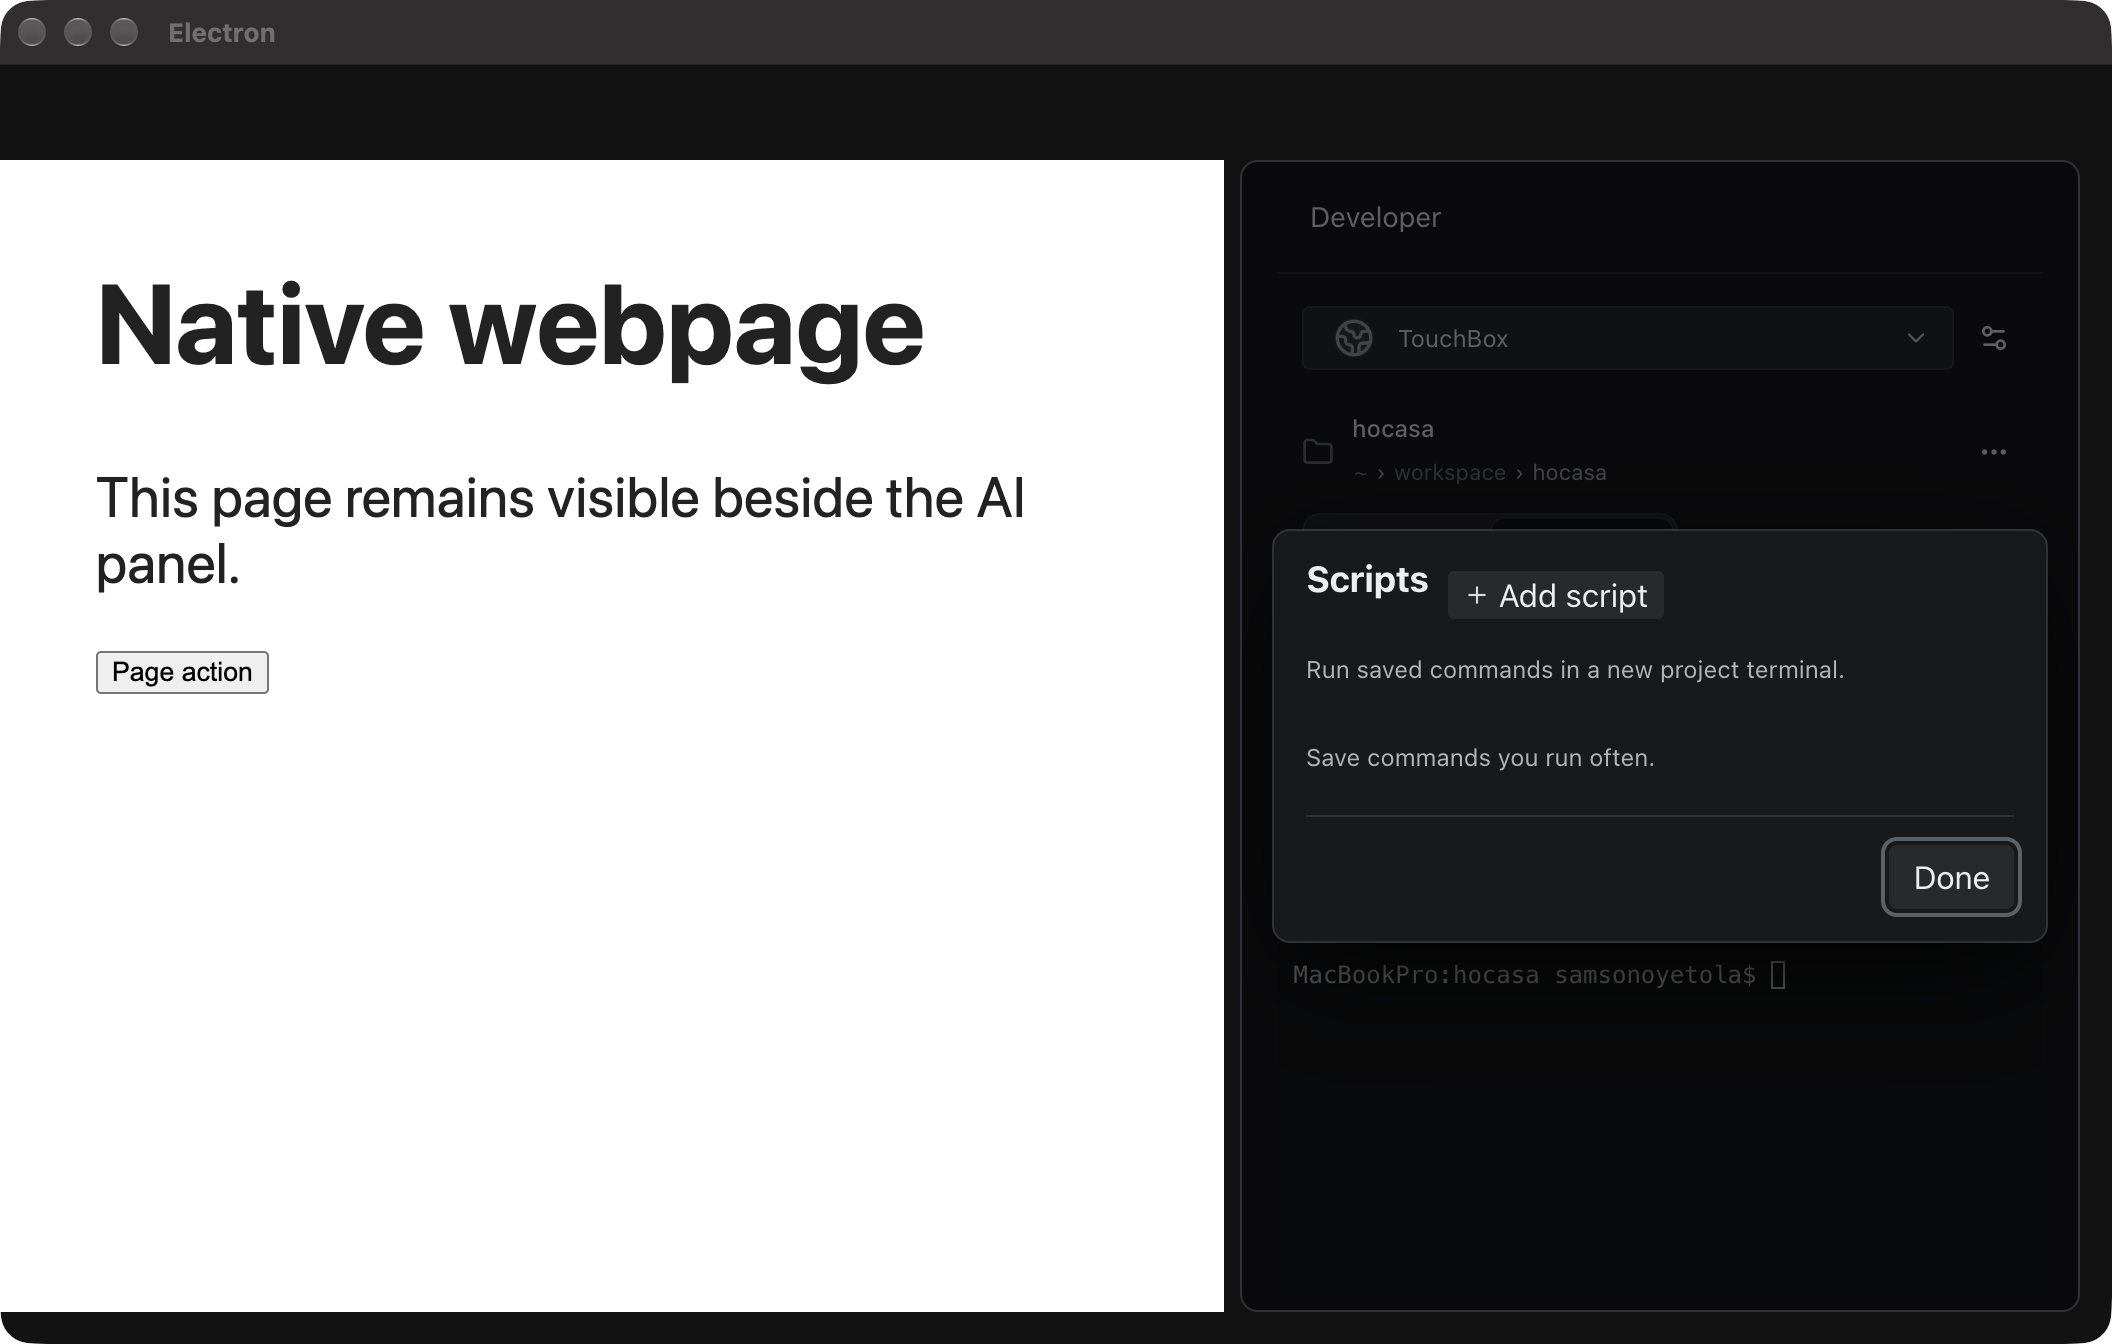 Electron
Native webpage
This page remains visible beside the AI
panel.
Page action
Developer
TouchBox
hocasa
~ › workspace › hocasa
Scripts
+ Add script
Run saved commands in a new project terminal.
Save commands you run often.
Done
MacBookPro:hocasa samsonoyetola$